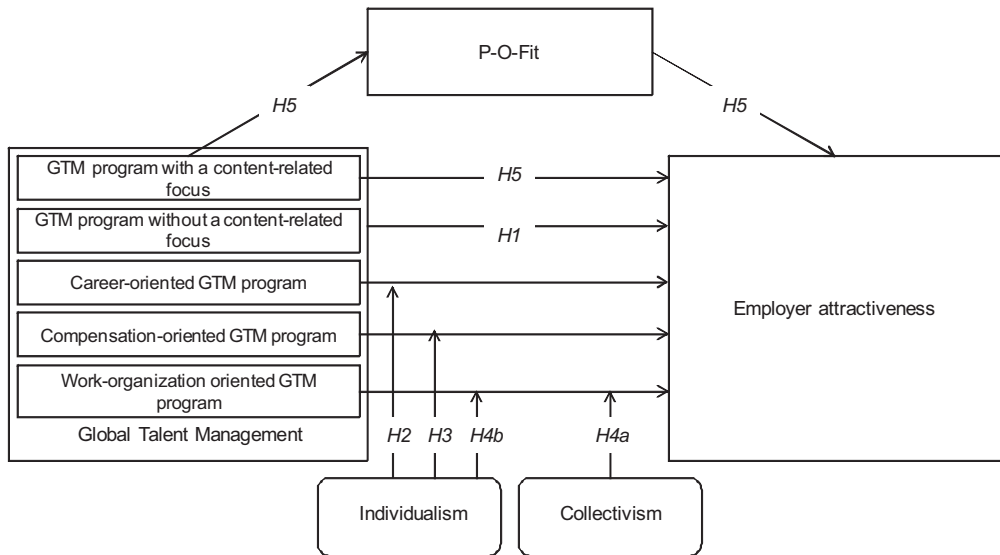 P-O-Fit
H5
H5
GTM program with a content-related
focus
H5
GTM program without a content-related
focus
H1
Career-oriented GTM program
Employer attractiveness
Compensation-oriented GTM program
Work-organization oriented GTM
program
Global Talent Management
H2
H3
H4b
H4a
Individualism
Collectivism